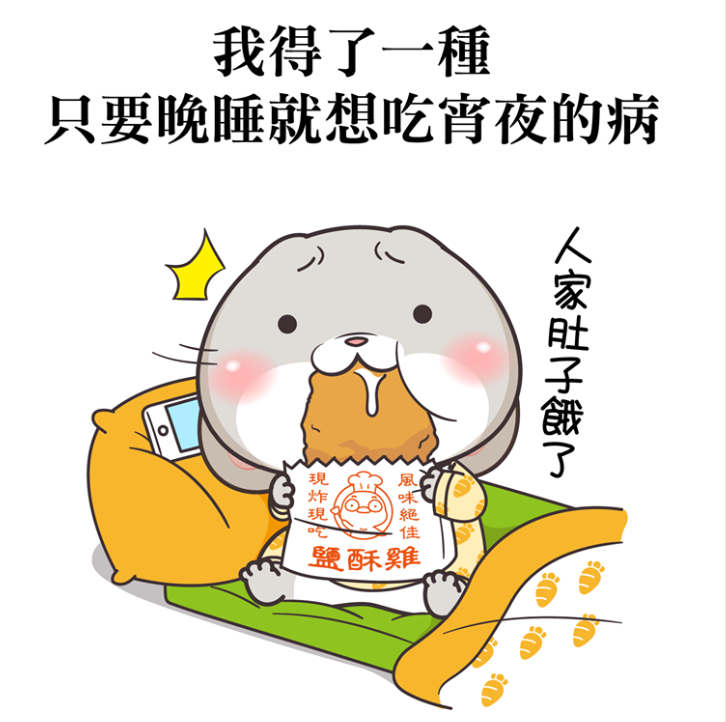 我得了一種
只要晚睡就想吃宵夜的病
人家肚子餓了
風味絕佳
現炸現吃
鹽酥雞